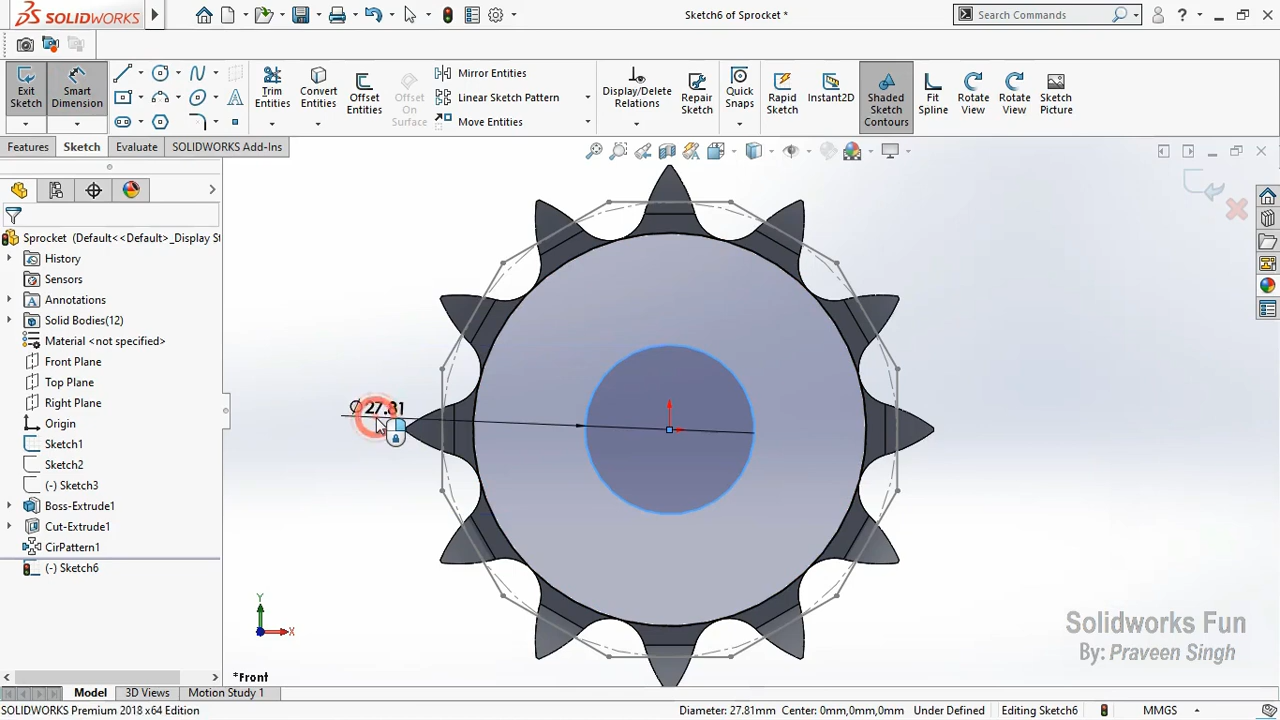 SOLIDWORKS
Sketch6 of Sprocket *
Search Commands
Exit Sketch
Smart Dimension
Trim Entities
Convert Entities
Offset Entities
Offset On Surface
Mirror Entities
Linear Sketch Pattern
Move Entities
Display/Delete Relations
Repair Sketch
Quick Snaps
Rapid Sketch
Instant2D
Shaded Sketch Contours
Fit Spline
Rotate View
Rotate View
Sketch Picture
Features
Sketch
Evaluate
SOLIDWORKS Add-Ins
Sprocket (Default<<Default>_Display St
History
Sensors
Annotations
Solid Bodies(12)
Material <not specified>
Front Plane
Top Plane
Right Plane
Origin
Sketch1
Sketch2
(-) Sketch3
Boss-Extrude1
Cut-Extrude1
CirPattern1
(-) Sketch6
∅27.81
Y
X
*Front
Solidworks Fun
By: Praveen Singh
Model
3D Views
Motion Study 1
SOLIDWORKS Premium 2018 x64 Edition
Diameter: 27.81mm Center: 0mm,0mm,0mm
Under Defined
Editing Sketch6
MMGS